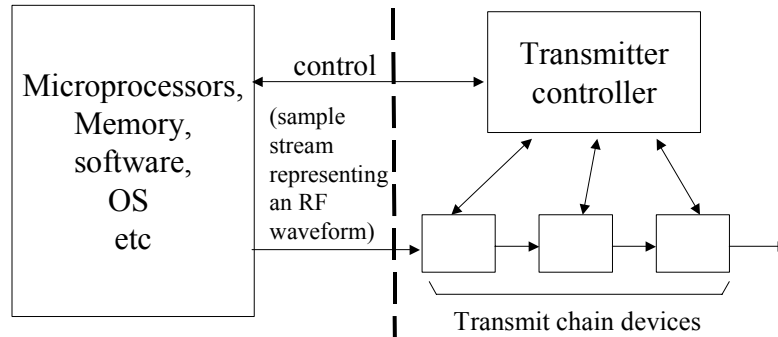 Microprocessors,
Memory,
software,
OS
etc
control
(sample
stream
representing
an RF
waveform)
Transmitter
controller
Transmit chain devices